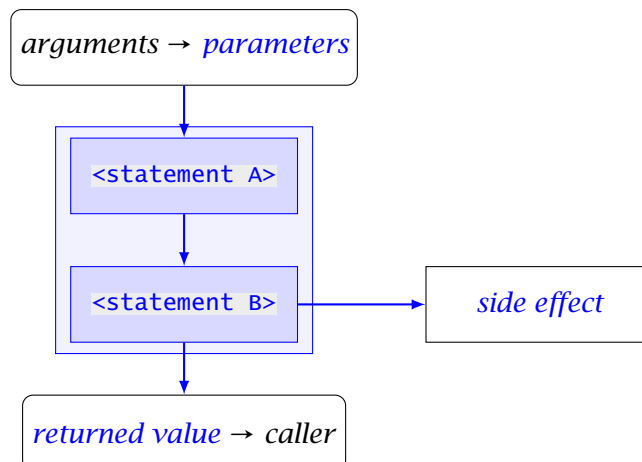 arguments → parameters
<statement A>
<statement B>
side effect
returned value → caller